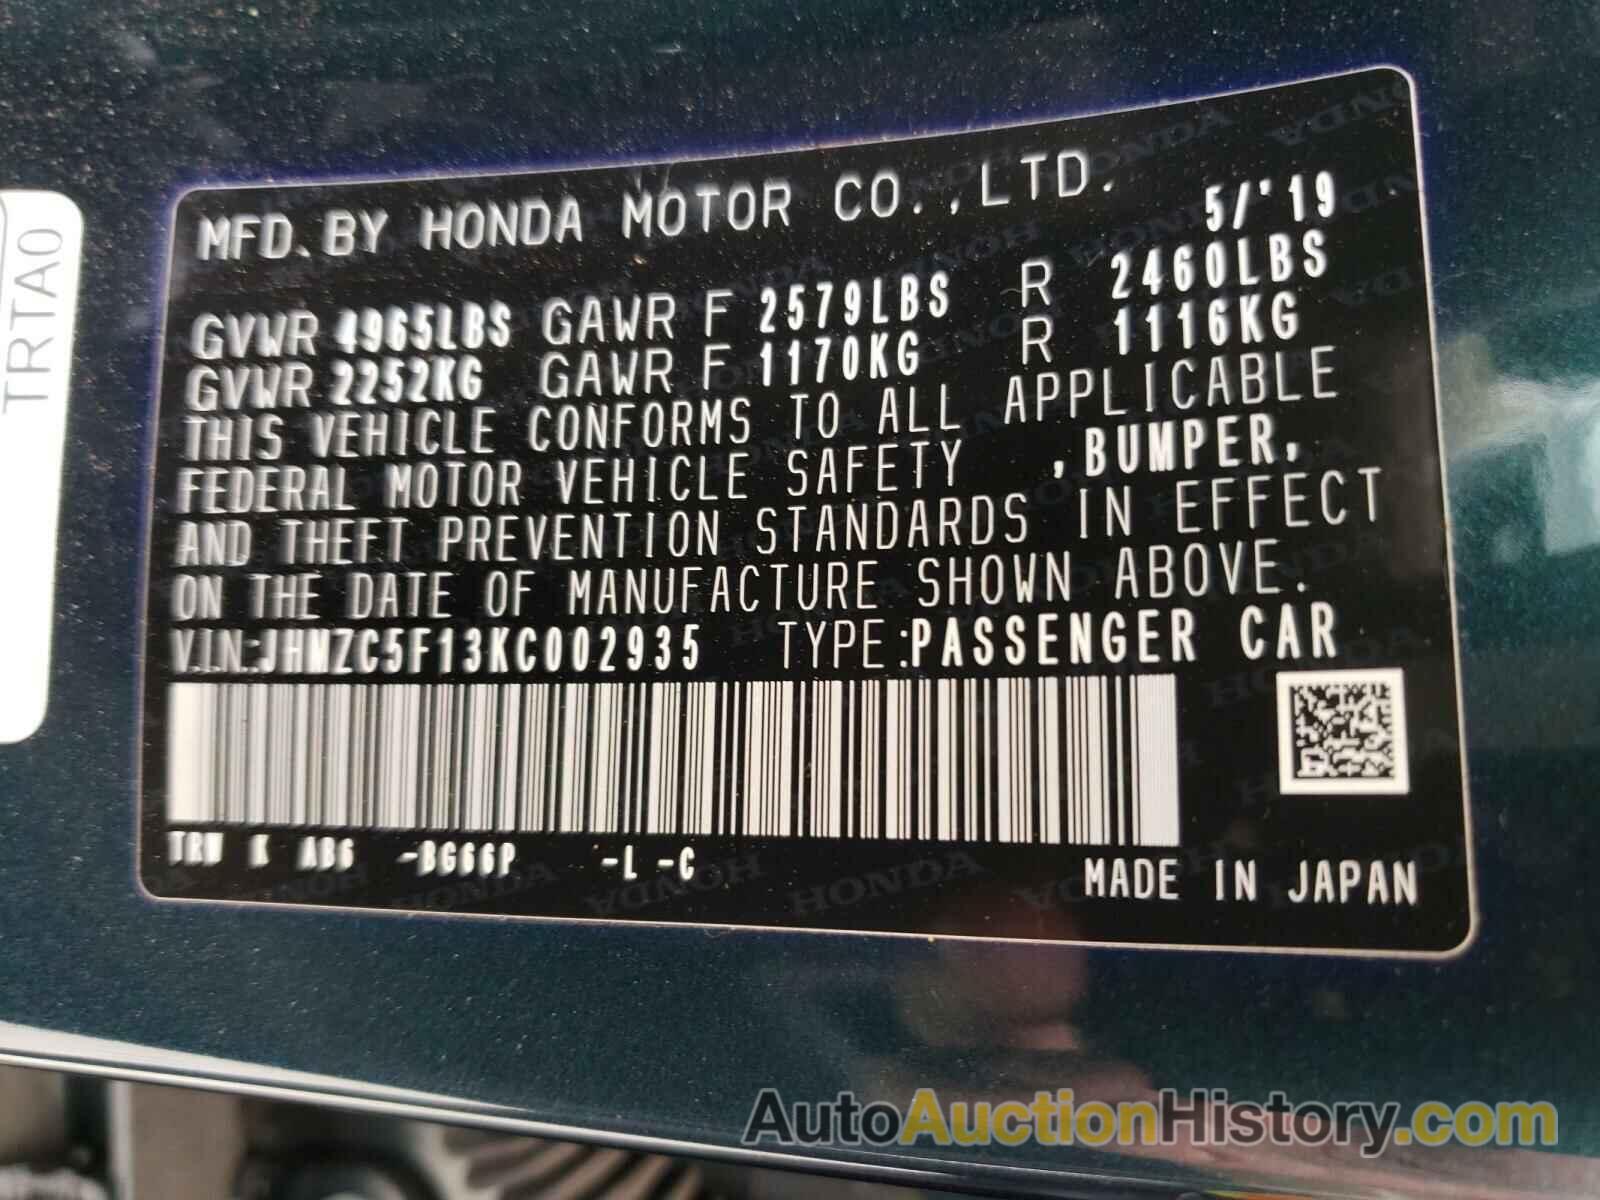 TRTA0
MFD. BY HONDA MOTOR CO.,LTD. 5/'19
GVWR 4965LBS GAWR F 2579LBS R 2460LBS
GVWR 2252KG GAWR F 1170KG R 1116KG
THIS VEHICLE CONFORMS TO ALL APPLICABLE
FEDERAL MOTOR VEHICLE SAFETY ,BUMPER,
AND THEFT PREVENTION STANDARDS IN EFFECT
ON THE DATE OF MANUFACTURE SHOWN ABOVE.
V.I.N.:JHMZC5F13KC002935 TYPE:PASSENGER CAR
TRW K AB6 -BG66P -L -C
MADE IN JAPAN
AutoAuctionHistory.com